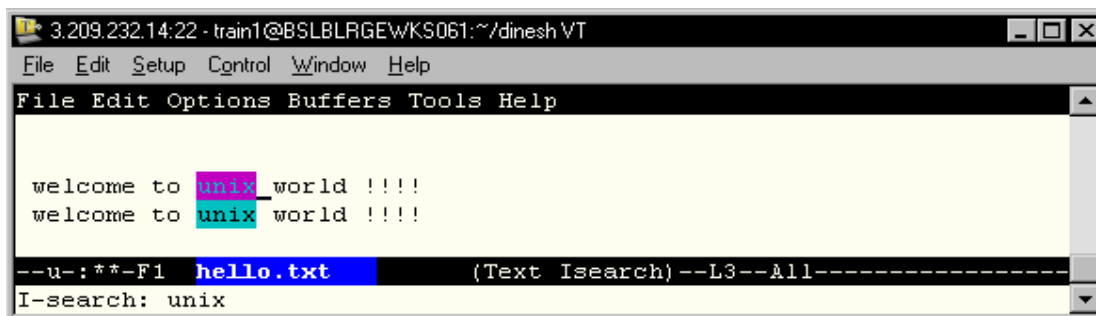 3.209.232.14:22 - train1@BSLBLRGEWKS061:~/dinesh VT
File Edit Setup Control Window Help
File Edit Options Buffers Tools Help
welcome to unix world !!!!
welcome to unix world !!!!
--u-:**-F1 hello.txt (Text Isearch)--L3--All-----------------
I-search: unix